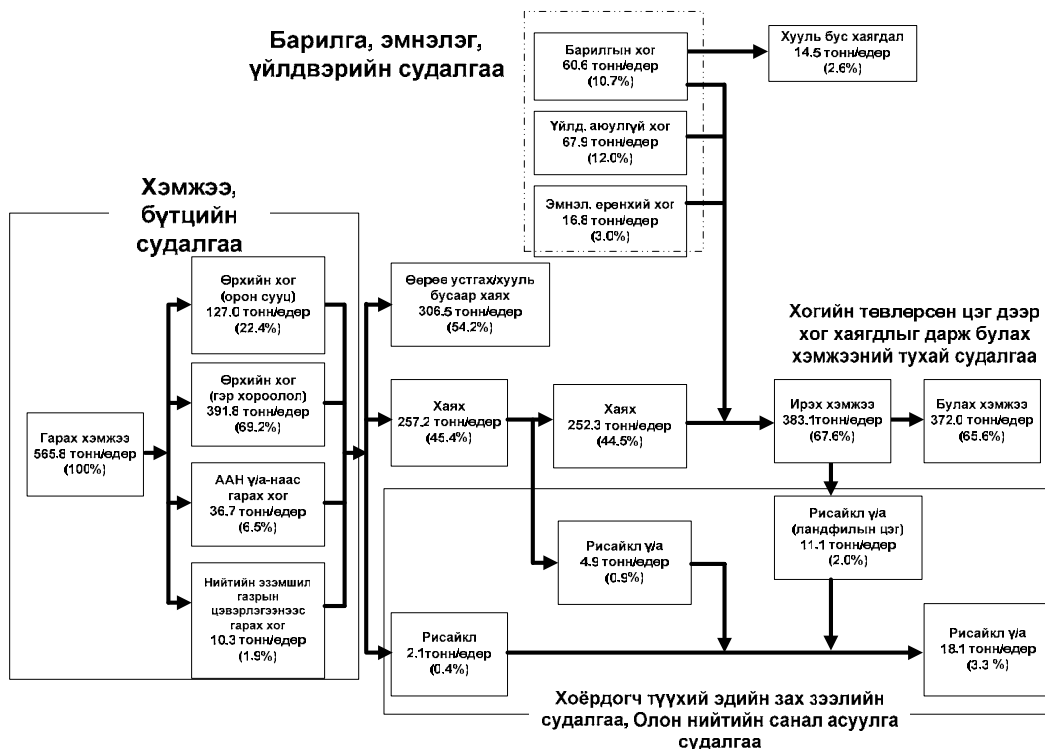 Барилга, эмнэлэг,
үйлдвэрийн судалгаа
Барилгын хог
60.6 тонн/өдөр
(10.7%)
Хууль бус хаягдал
14.5 тонн/өдөр
(2.6%)
Үйлд. аюулгүй хог
67.9 тонн/өдөр
(12.0%)
Эмнэл. ерөнхий хог
16.8 тонн/өдөр
(3.0%)
Хэмжээ,
бүтцийн
судалгаа
Гарах хэмжээ
565.8 тонн/өдөр
(100%)
Өрхийн хог
(орон сууц)
127.0 тонн/өдөр
(22.4%)
Өрхийн хог
(гэр хороолол)
391.8 тонн/өдөр
(69.2%)
ААН ү/а-наас
гарах хог
36.7 тонн/өдөр
(6.5%)
Нийтийн эзэмшил
газрын
цэвэрлэгээнээс
гарах хог
10.3 тонн/өдөр
(1.9%)
Өөрөө устгах/хууль
бусаар хаях
306.5 тонн/өдөр
(54.2%)
Хаях
257.2 тонн/өдөр
(45.4%)
Хаях
252.3 тонн/өдөр
(44.5%)
Хогийн төвлөрсөн цэг дээр
хог хаягдлыг дарж булах
хэмжээний тухай судалгаа
Ирэх хэмжээ
383.1тонн/өдөр
(67.6%)
Булах хэмжээ
372.0 тонн/өдөр
(65.6%)
Рисайкл ү/а
(ландфилын цэг)
11.1 тонн/өдөр
(2.0%)
Рисайкл ү/а
4.9 тонн/өдөр
(0.9%)
Рисайкл
2.1тонн/өдөр
(0.4%)
Рисайкл ү/а
18.1 тонн/өдөр
(3.3 %)
Хоёрдогч түүхий эдийн зах зээлийн
судалгаа, Олон нийтийн санал асуулга
судалгаа